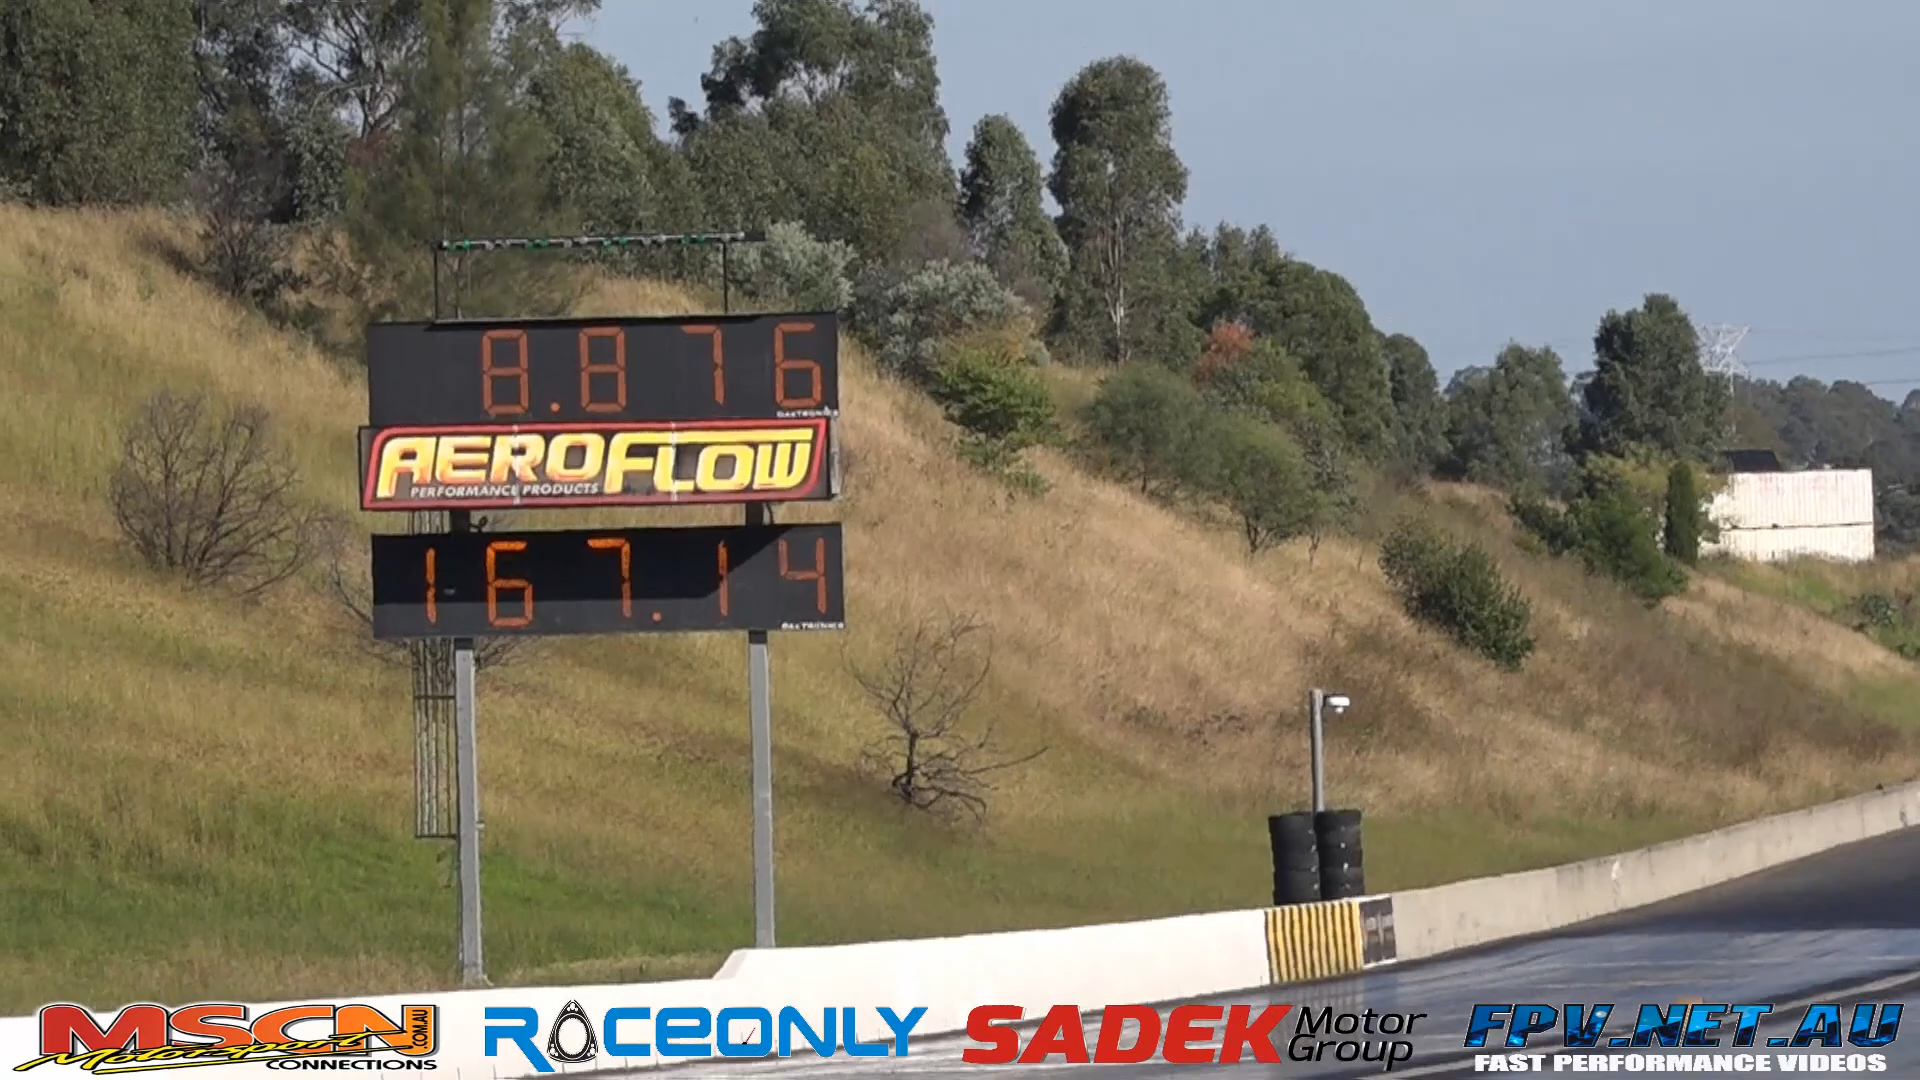 8.876
DAKTRONICS
AEROFLOW
PERFORMANCE PRODUCTS
167.14
DAKTRONICS
MSCN.COM.AU
Motorsport
CONNECTIONS
RACEONLY
SADEK Motor
Group
FPV.NET.AU
FAST PERFORMANCE VIDEOS